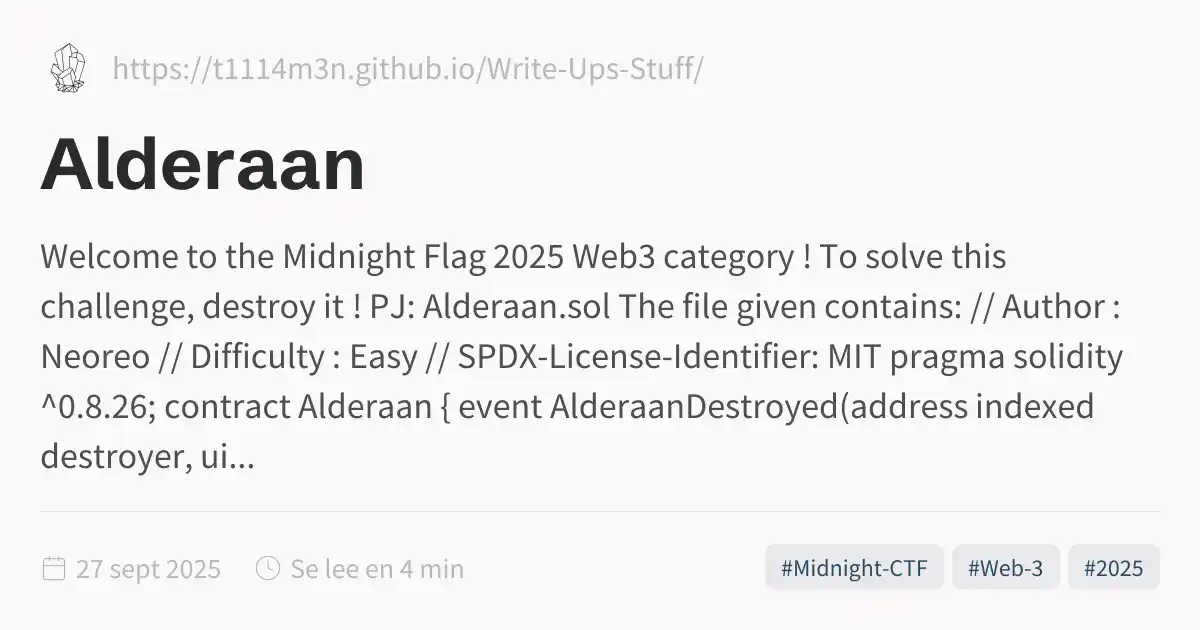 https://t1114m3n.github.io/Write-Ups-Stuff/
Alderaan
Welcome to the Midnight Flag 2025 Web3 category ! To solve this
challenge, destroy it ! PJ: Alderaan.sol The file given contains: // Author :
Neoreo // Difficulty : Easy // SPDX-License-Identifier: MIT pragma solidity
^0.8.26; contract Alderaan { event AlderaanDestroyed(address indexed
destroyer, ui...
27 sept 2025 Se lee en 4 min #Midnight-CTF #Web-3 #2025